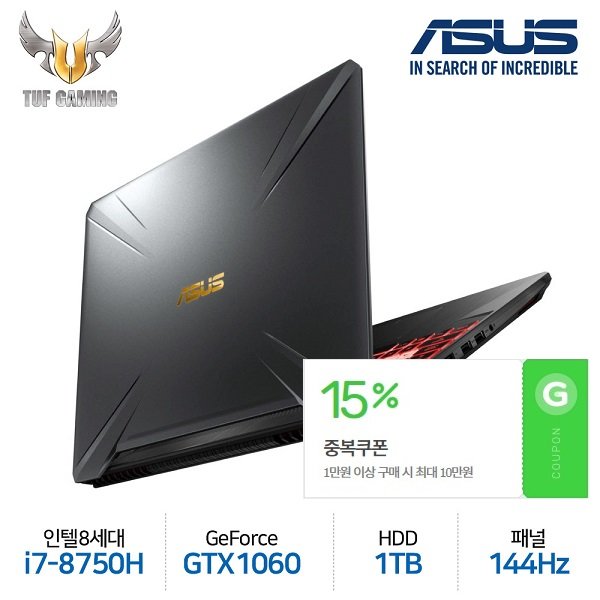 TUF GAMING
ASUS
IN SEARCH OF INCREDIBLE
ASUS
15%
중복쿠폰
1만원 이상 구매 시 최대 10만원
G
COUPON
인텔8세대
i7-8750H
GeForce
GTX1060
HDD
1TB
패널
144Hz